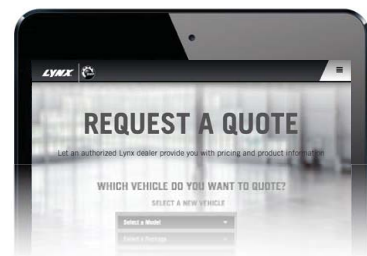 LYNX
REQUEST A QUOTE
Let an authorized Lynx dealer provide you with pricing and product information
WHICH VEHICLE DO YOU WANT TO QUOTE?
SELECT A NEW VEHICLE
Select a Model
Select a Package